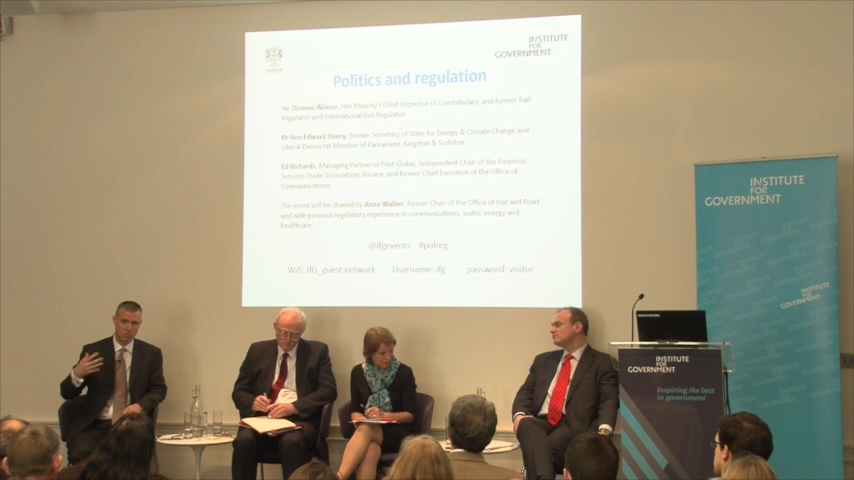 INSTITUTE
FOR
GOVERNMENT
Politics and regulation
Sir Thomas Winsor, Her Majesty's Chief Inspector of Constabulary, and former Rail
Regulator and International Rail Regulator
Rt Hon Edward Davey, former Secretary of State for Energy & Climate Change and
Liberal Democrat Member of Parliament, Kingston & Surbiton
Ed Richards, Managing Partner of Flint Global, Independent Chair of the Financial
Services Trade Associations Review, and former Chief Executive of the Office of
Communications
The event will be chaired by Anna Walker, former Chair of the Office of Rail and Road
and with previous regulatory experience in communications, water, energy and
healthcare.
@ifgevents #polreg
Wifi: IfG_guest network Username: ifg password: visitor
INSTITUTE
FOR
GOVERNMENT
INSTITUTE
FOR
GOVERNMENT
INSTITUTE
FOR
GOVERNMENT
Inspiring the best
in government